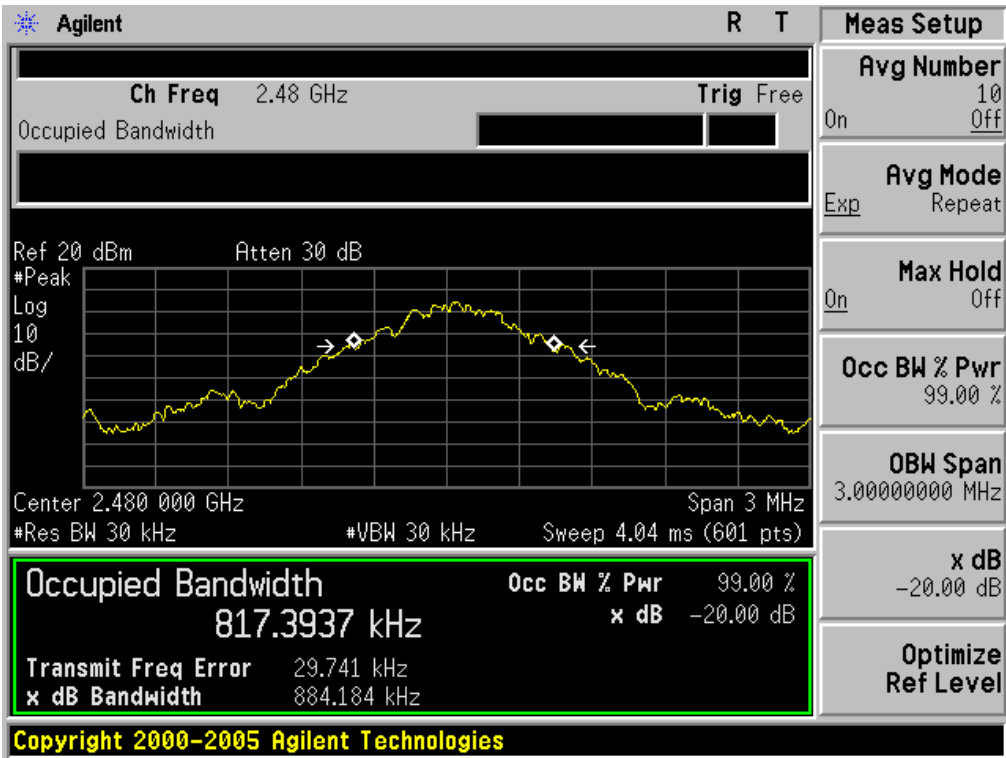 Agilent R T
Ch Freq 2.48 GHz Trig Free
Occupied Bandwidth
Ref 20 dBm Atten 30 dB
#Peak
Log
10
dB/
Center 2.480 000 GHz Span 3 MHz
#Res BW 30 kHz #VBW 30 kHz Sweep 4.04 ms (601 pts)
Occupied Bandwidth Occ BW % Pwr 99.00 %
817.3937 kHz x dB -20.00 dB
Transmit Freq Error 29.741 kHz
x dB Bandwidth 884.184 kHz
Copyright 2000-2005 Agilent Technologies
Meas Setup
Avg Number
10
On Off
Avg Mode
Exp Repeat
Max Hold
On Off
Occ BW % Pwr
99.00 %
OBW Span
3.00000000 MHz
x dB
-20.00 dB
Optimize
Ref Level